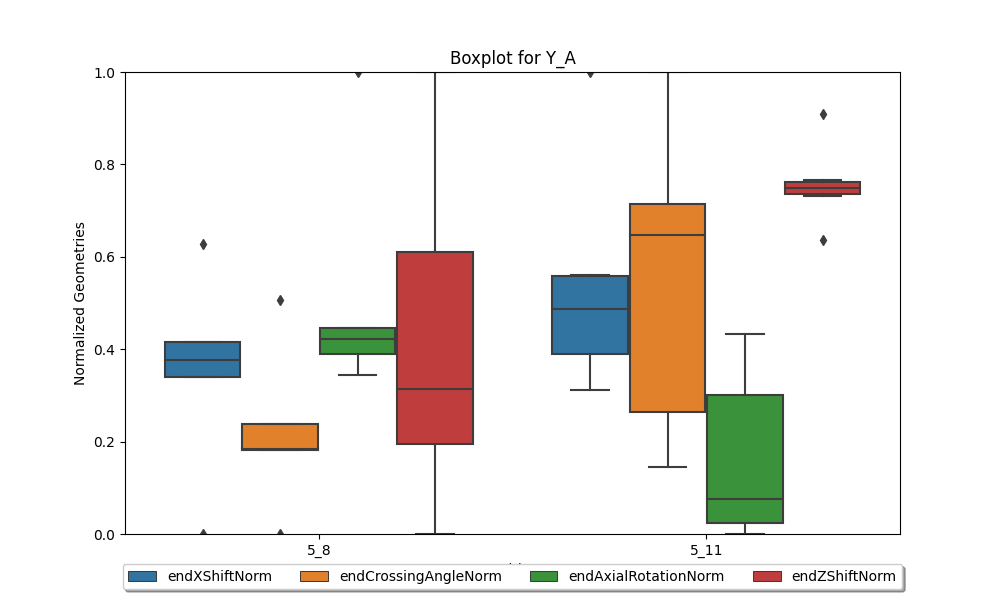 Boxplot for Y_A
1.0
0.8
0.6
0.4
0.2
0.0
Normalized Geometries
5_8
5_11
endXShiftNorm
endCrossingAngleNorm
endAxialRotationNorm
endZShiftNorm